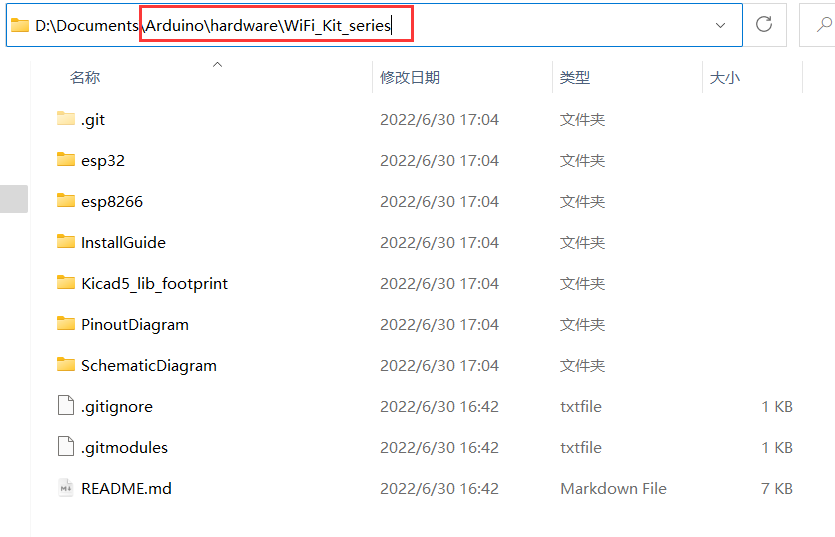 D:\Documents\Arduino\hardware\WiFi_Kit_series
名称 修改日期 类型 大小
.git 2022/6/30 17:04 文件夹
esp32 2022/6/30 17:04 文件夹
esp8266 2022/6/30 17:04 文件夹
InstallGuide 2022/6/30 17:04 文件夹
Kicad5_lib_footprint 2022/6/30 17:04 文件夹
PinoutDiagram 2022/6/30 17:04 文件夹
SchematicDiagram 2022/6/30 17:04 文件夹
.gitignore 2022/6/30 16:42 txtfile 1 KB
.gitmodules 2022/6/30 16:42 txtfile 1 KB
README.md 2022/6/30 16:42 Markdown File 7 KB